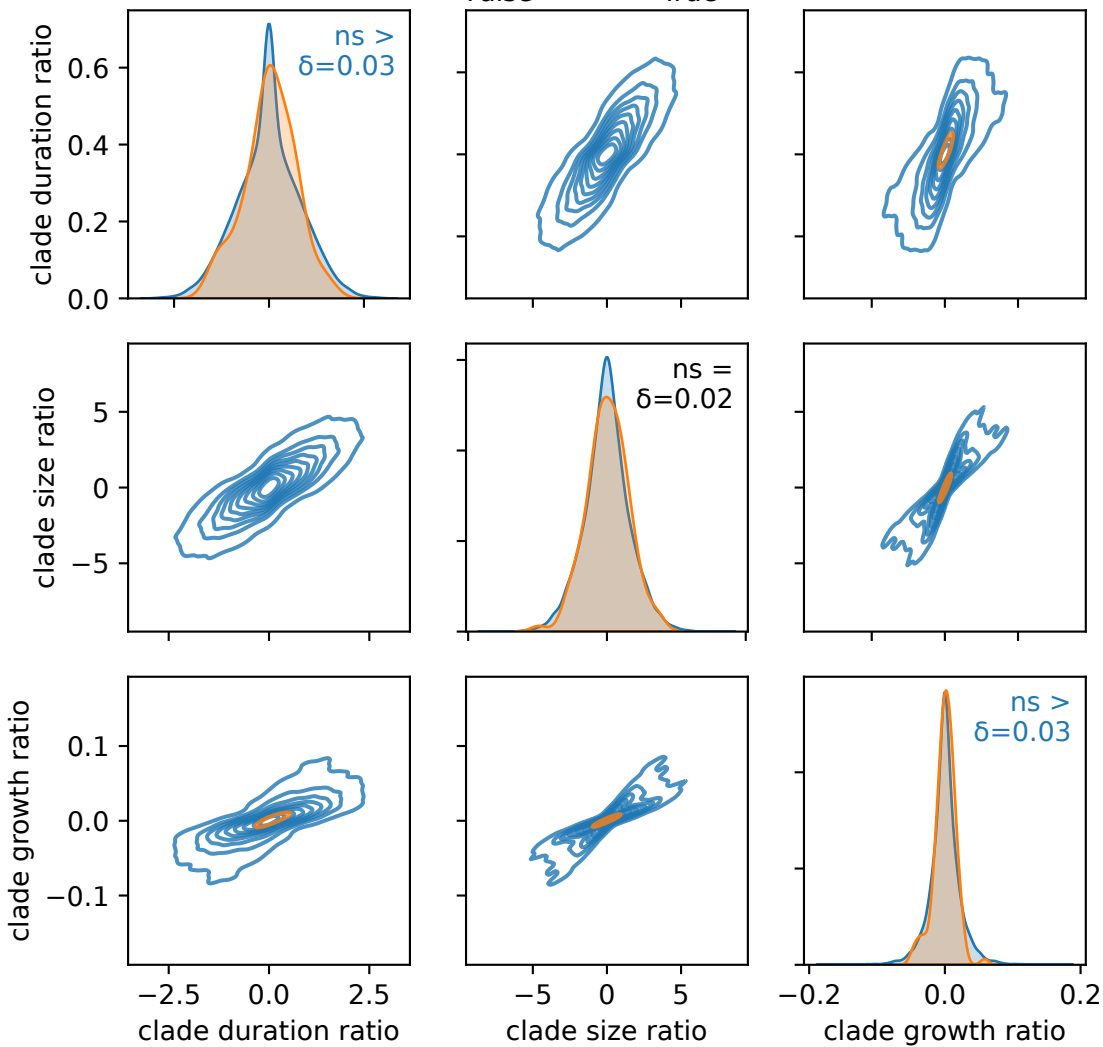 clade duration ratio
0.6
0.4
0.2
0.0
ns >
δ=0.03
clade size ratio
5
0
−5
ns =
δ=0.02
clade growth ratio
0.1
0.0
−0.1
ns >
δ=0.03
−2.5 0.0 2.5
−5 0 5
−0.2 0.0 0.2
clade duration ratio
clade size ratio
clade growth ratio